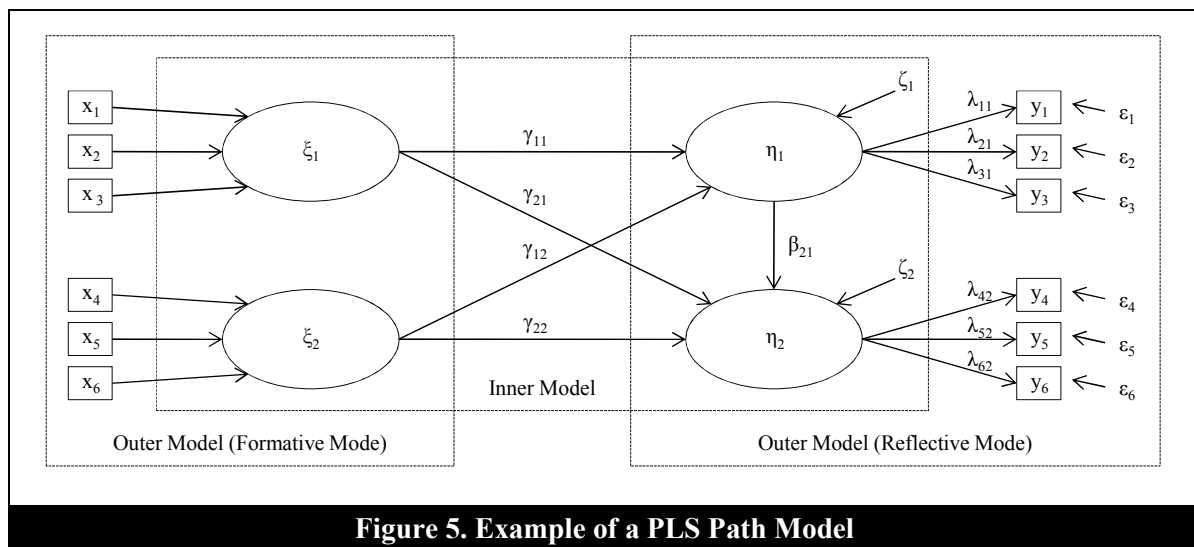 ζ₁
x₁ λ₁₁ y₁ ε₁
γ₁₁
x₂ ξ₁ η₁ λ₂₁ y₂ ε₂
λ₃₁
x₃ γ₂₁ y₃ ε₃
γ₁₂ β₂₁
ζ₂
x₄ λ₄₂ y₄ ε₄
γ₂₂
x₅ ξ₂ η₂ λ₅₂ y₅ ε₅
λ₆₂
x₆ y₆ ε₆
Inner Model
Outer Model (Formative Mode) Outer Model (Reflective Mode)
Figure 5. Example of a PLS Path Model